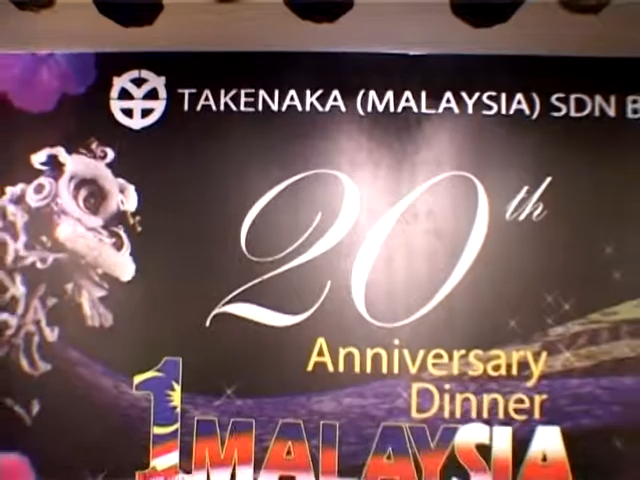 TAKENAKA (MALAYSIA) SDN B
20th
Anniversary
Dinner
1MALAYSIA